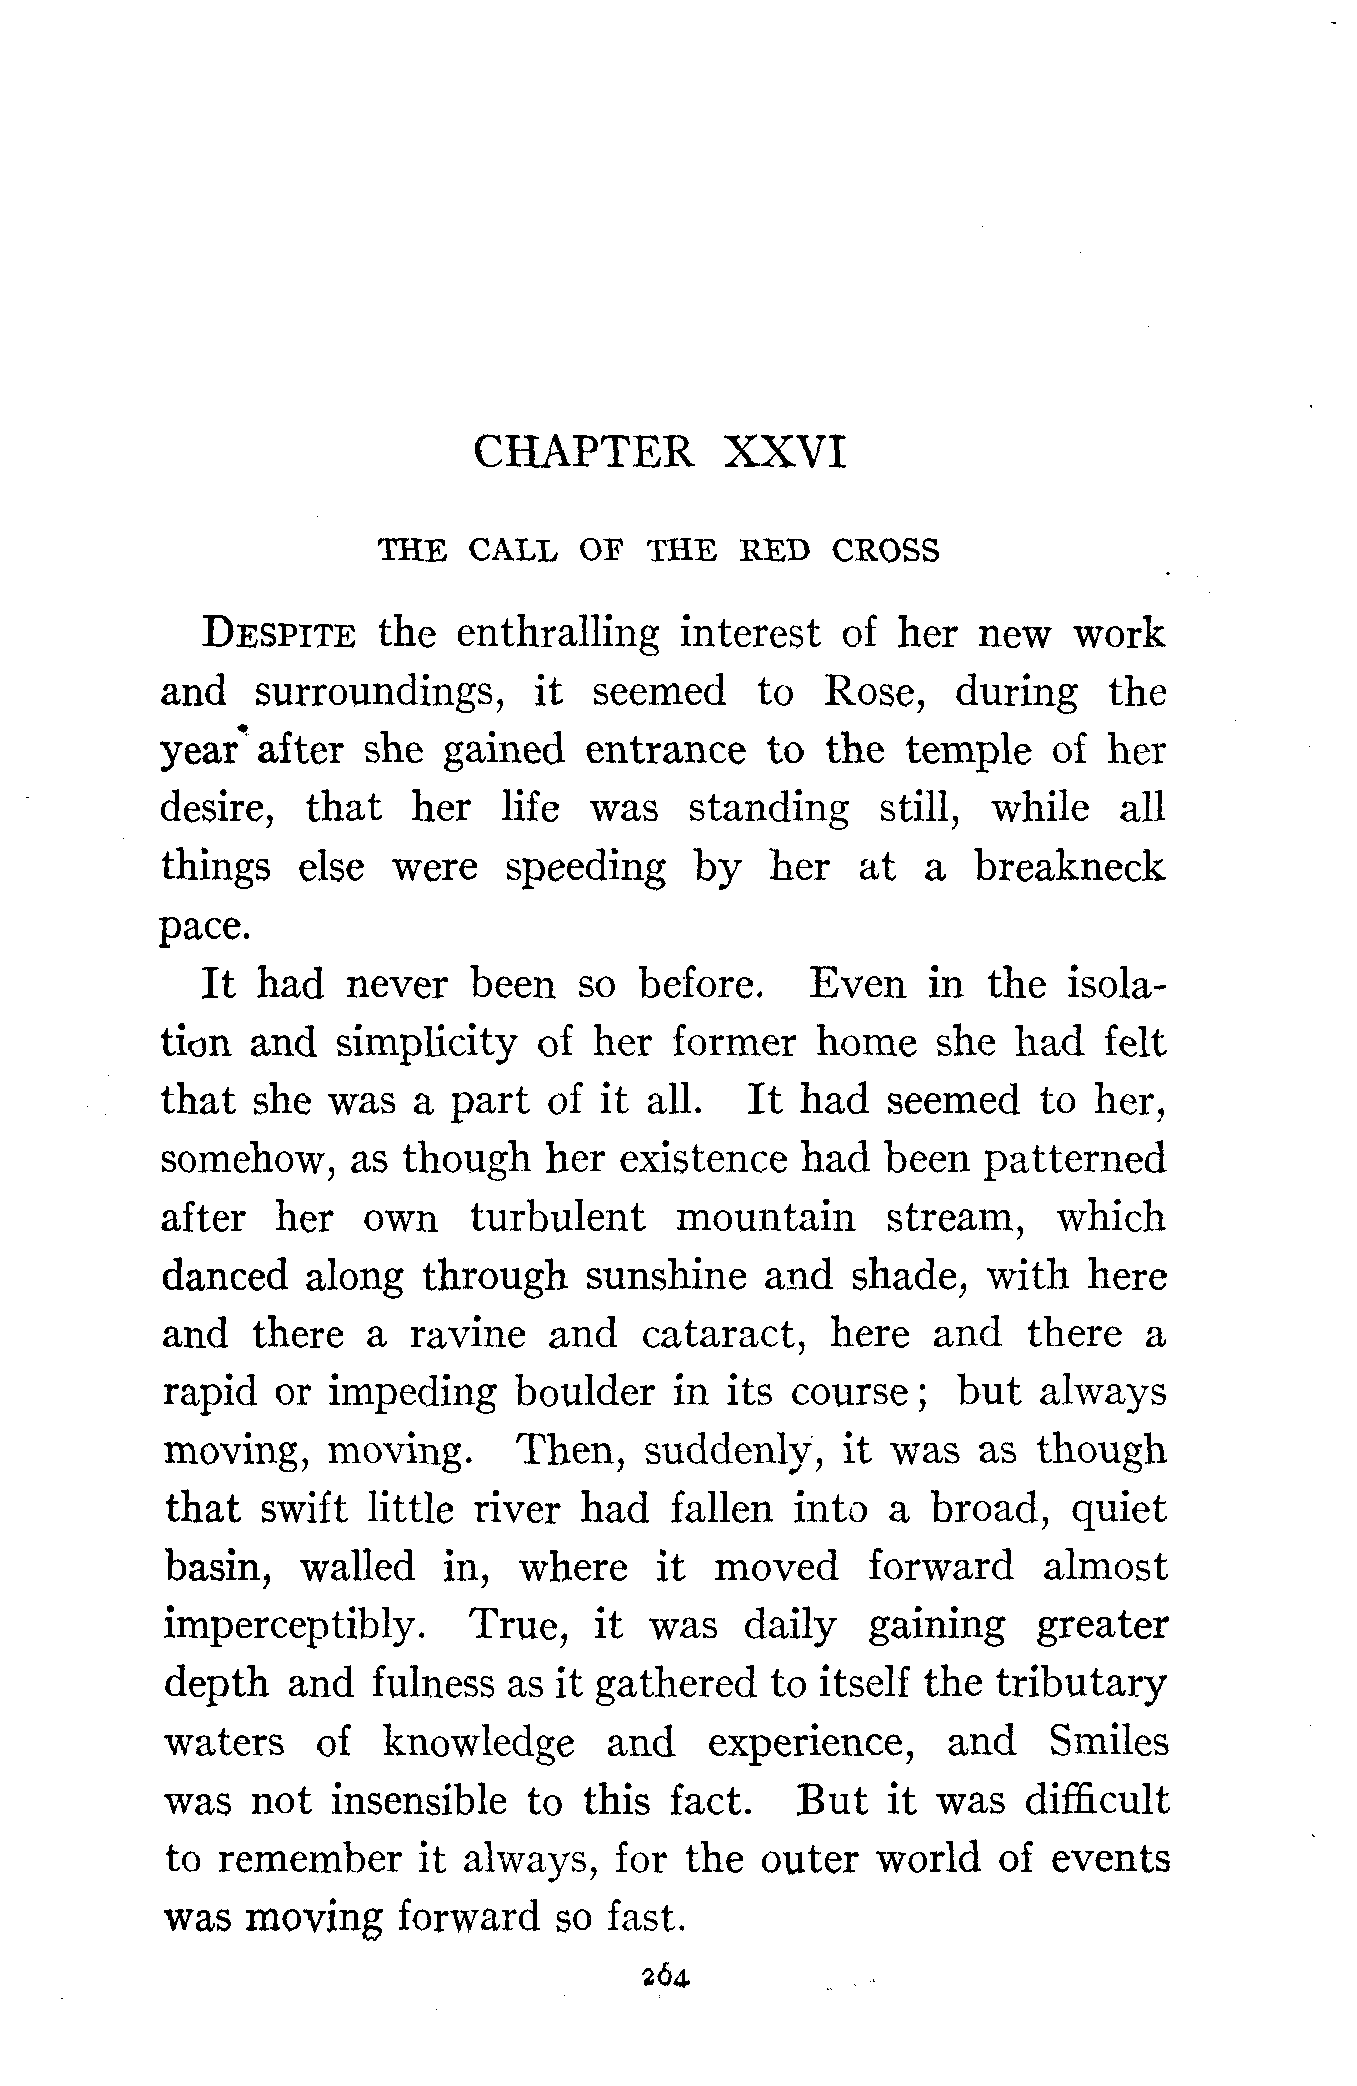 CHAPTER XXVI
THE CALL OF THE RED CROSS
DESPITE the enthralling interest of her new work
and surroundings, it seemed to Rose, during the
year after she gained entrance to the temple of her
desire, that her life was standing still, while all
things else were speeding by her at a breakneck
pace.
It had never been so before. Even in the isola-
tion and simplicity of her former home she had felt
that she was a part of it all. It had seemed to her,
somehow, as though her existence had been patterned
after her own turbulent mountain stream, which
danced along through sunshine and shade, with here
and there a ravine and cataract, here and there a
rapid or impeding boulder in its course; but always
moving, moving. Then, suddenly, it was as though
that swift little river had fallen into a broad, quiet
basin, walled in, where it moved forward almost
imperceptibly. True, it was daily gaining greater
depth and fulness as it gathered to itself the tributary
waters of knowledge and experience, and Smiles
was not insensible to this fact. But it was difficult
to remember it always, for the outer world of events
was moving forward so fast.
264